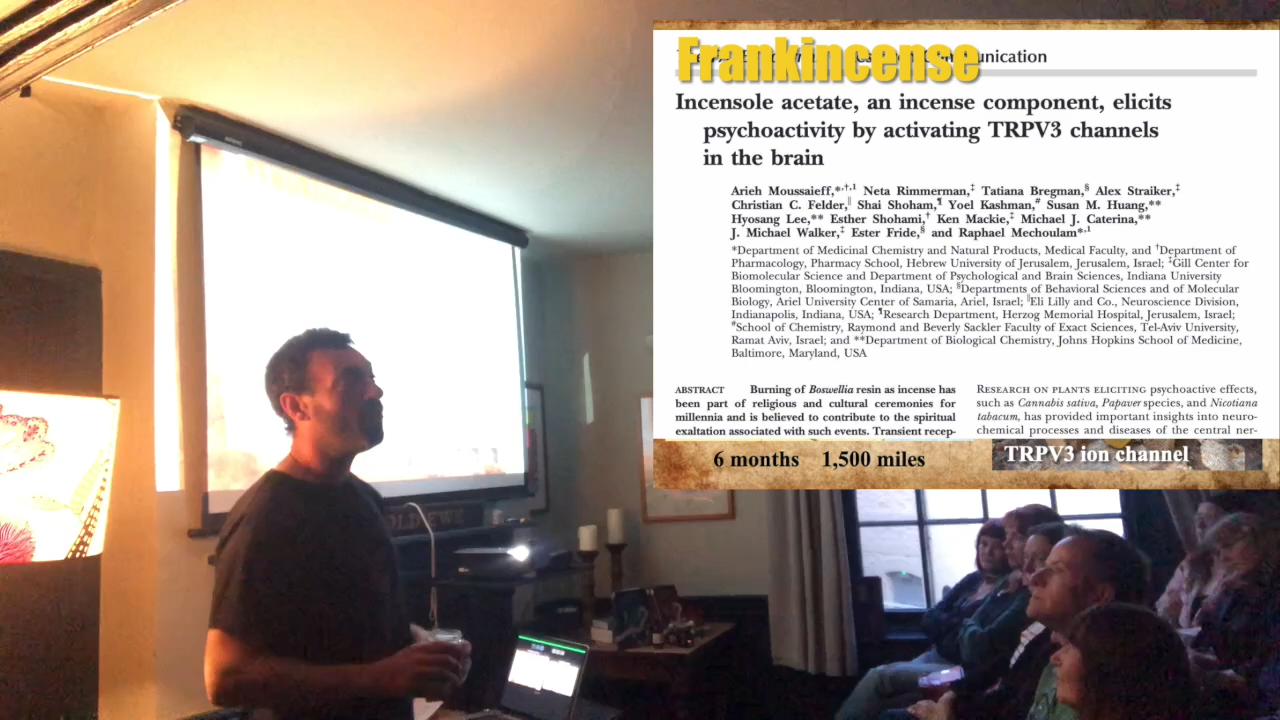 Frankincense
unication
Incensole acetate, an incense component, elicits
psychoactivity by activating TRPV3 channels
in the brain
Arieh Moussaieff,*,†,1 Neta Rimmerman,‡ Tatiana Bregman,§ Alex Straiker,‡
Christian C. Felder,‖ Shai Shoham,¶ Yoel Kashman,# Susan M. Huang,**
Hyosang Lee,** Esther Shohami,† Ken Mackie,‡ Michael J. Caterina,**
J. Michael Walker,‡ Ester Fride,§ and Raphael Mechoulam*,1
*Department of Medicinal Chemistry and Natural Products, Medical Faculty, and †Department of
Pharmacology, Pharmacy School, Hebrew University of Jerusalem, Jerusalem, Israel; ‡Gill Center for
Biomolecular Science and Department of Psychological and Brain Sciences, Indiana University
Bloomington, Bloomington, Indiana, USA; §Departments of Behavioral Sciences and of Molecular
Biology, Ariel University Center of Samaria, Ariel, Israel; ‖Eli Lilly and Co., Neuroscience Division,
Indianapolis, Indiana, USA; ¶Research Department, Herzog Memorial Hospital, Jerusalem, Israel;
#School of Chemistry, Raymond and Beverly Sackler Faculty of Exact Sciences, Tel-Aviv University,
Ramat Aviv, Israel; and **Department of Biological Chemistry, Johns Hopkins School of Medicine,
Baltimore, Maryland, USA
ABSTRACT Burning of Boswellia resin as incense has
been part of religious and cultural ceremonies for
millennia and is believed to contribute to the spiritual
exaltation associated with such events. Transient recep-
RESEARCH ON PLANTS ELICITING psychoactive effects,
such as Cannabis sativa, Papaver species, and Nicotiana
tabacum, has provided important insights into neuro-
chemical processes and diseases of the central ner-
6 months 1,500 miles
TRPV3 ion channel